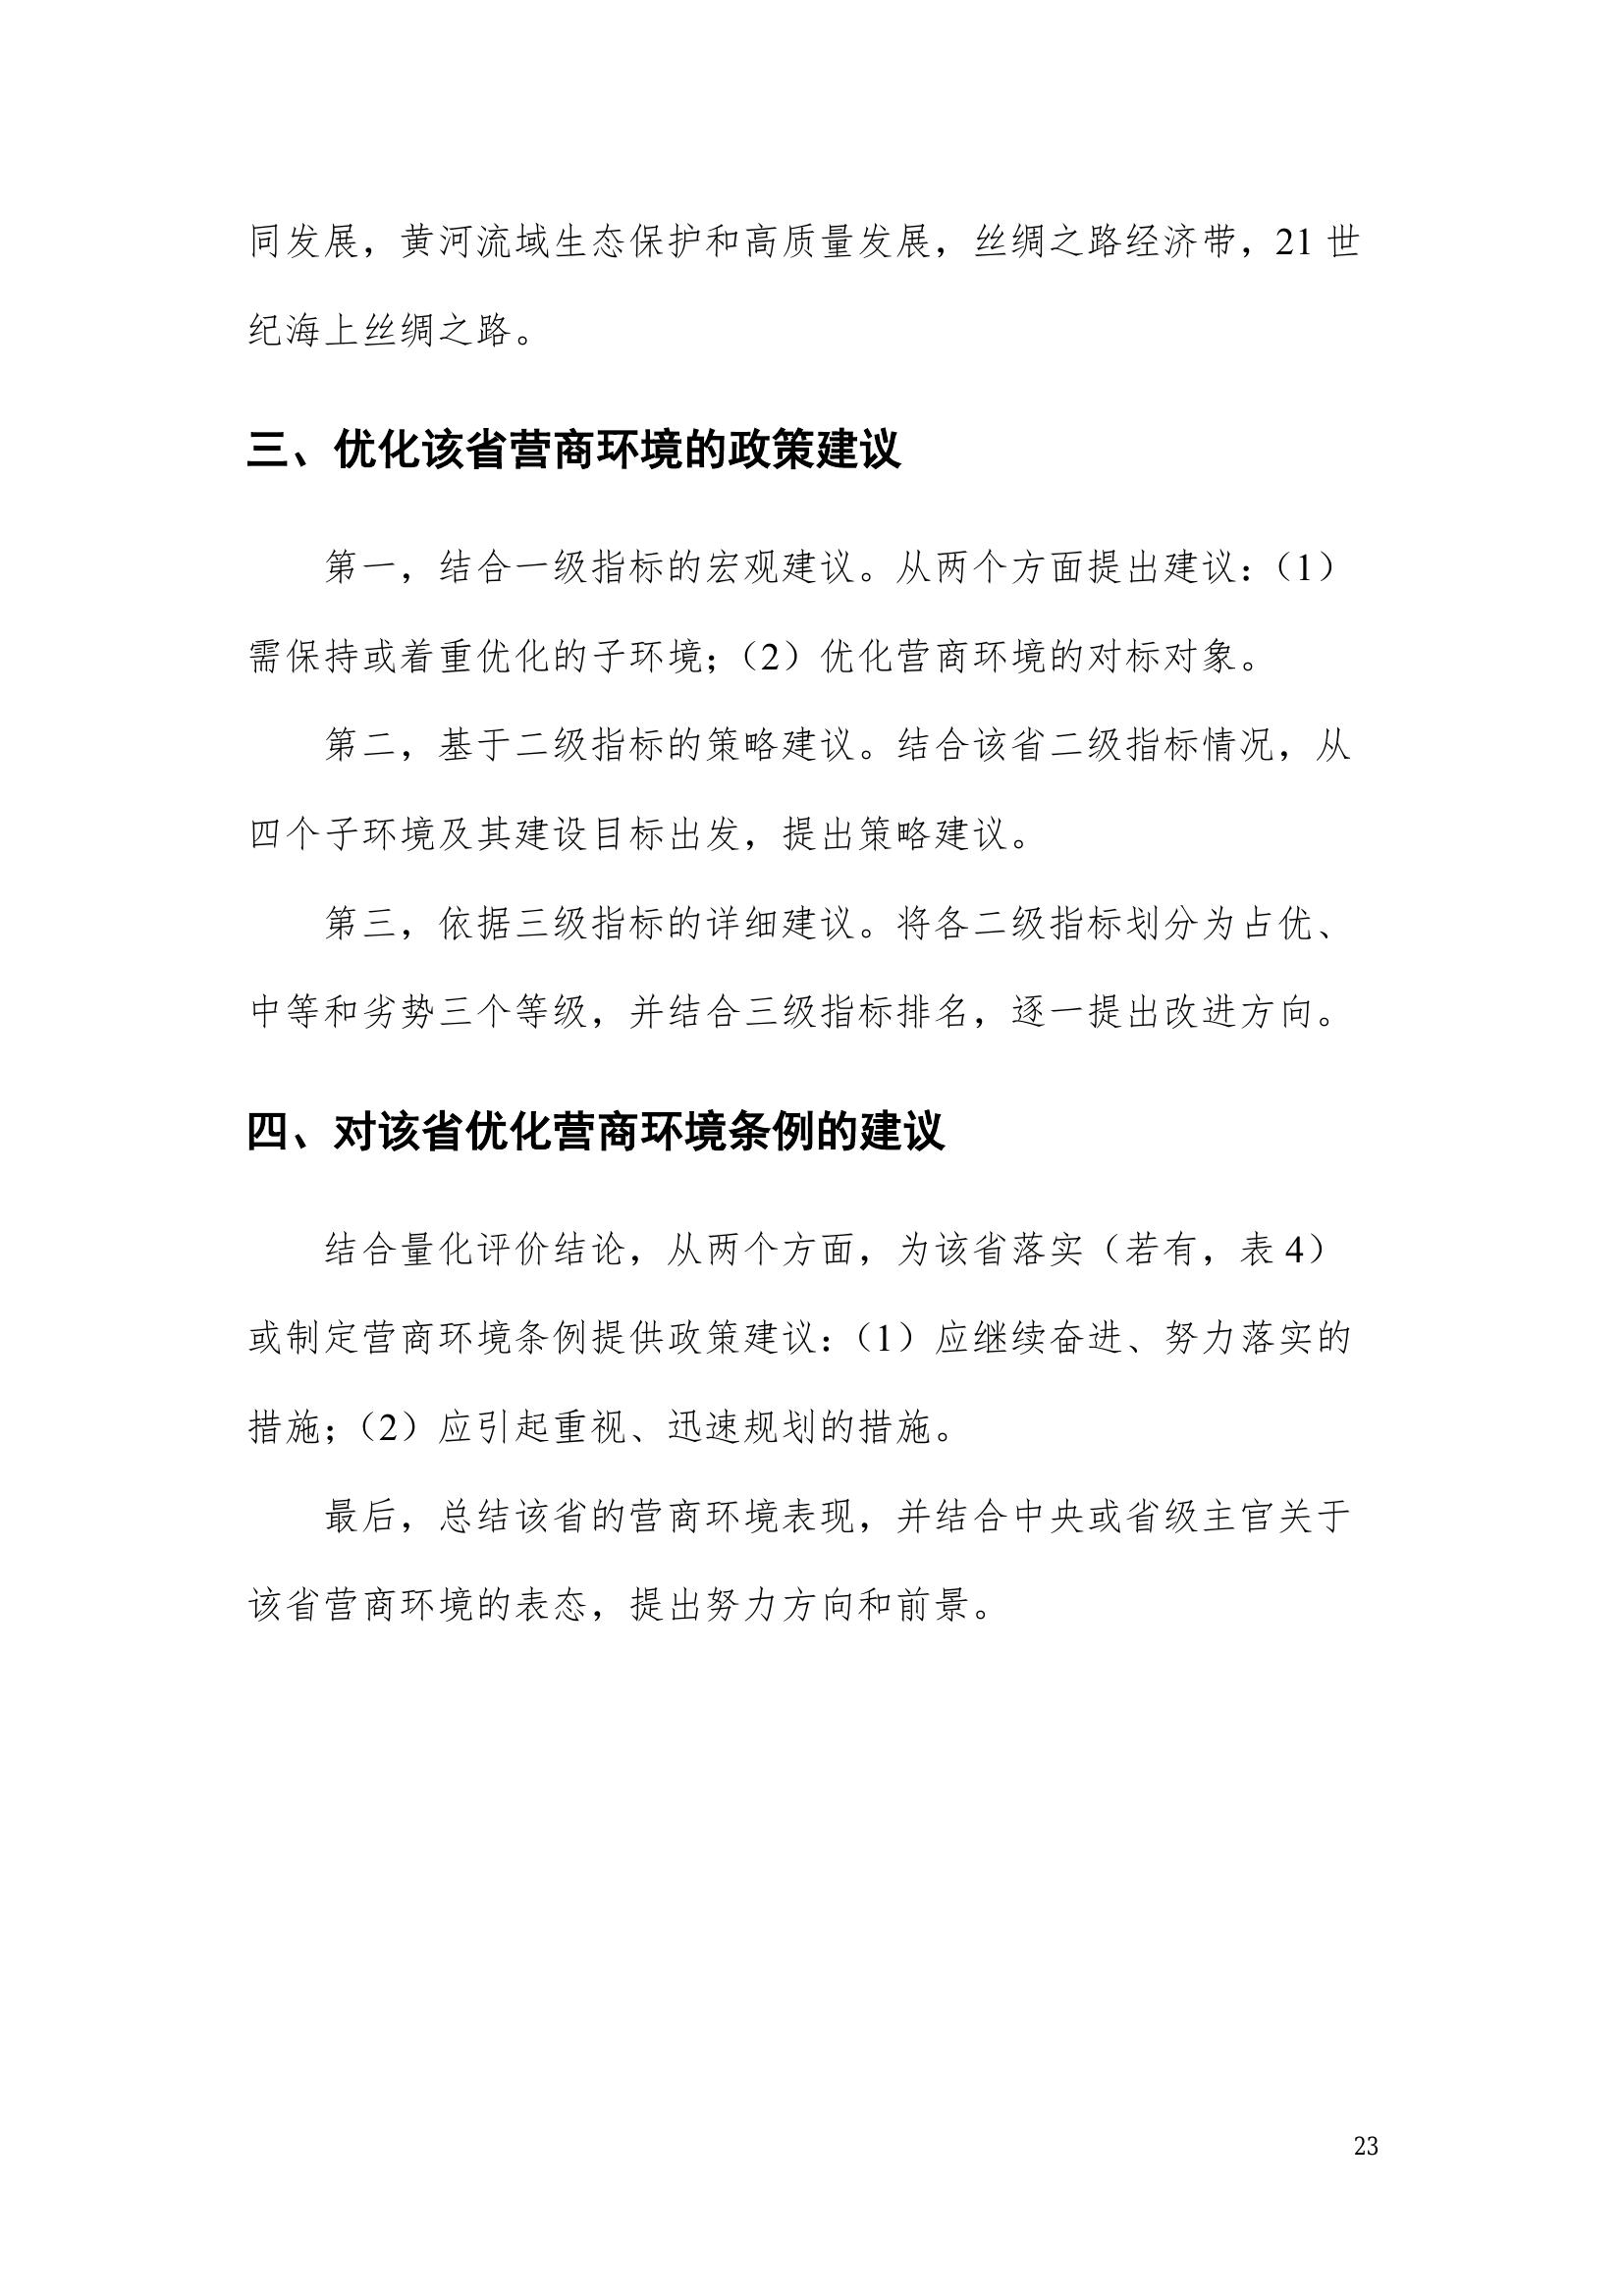 同发展，黄河流域生态保护和高质量发展，丝绸之路经济带，21 世
纪海上丝绸之路。
三、优化该省营商环境的政策建议
第一，结合一级指标的宏观建议。从两个方面提出建议：（1）
需保持或着重优化的子环境；（2）优化营商环境的对标对象。
第二，基于二级指标的策略建议。结合该省二级指标情况，从
四个子环境及其建设目标出发，提出策略建议。
第三，依据三级指标的详细建议。将各二级指标划分为占优、
中等和劣势三个等级，并结合三级指标排名，逐一提出改进方向。
四、对该省优化营商环境条例的建议
结合量化评价结论，从两个方面，为该省落实（若有，表 4）
或制定营商环境条例提供政策建议：（1）应继续奋进、努力落实的
措施；（2）应引起重视、迅速规划的措施。
最后，总结该省的营商环境表现，并结合中央或省级主官关于
该省营商环境的表态，提出努力方向和前景。
23